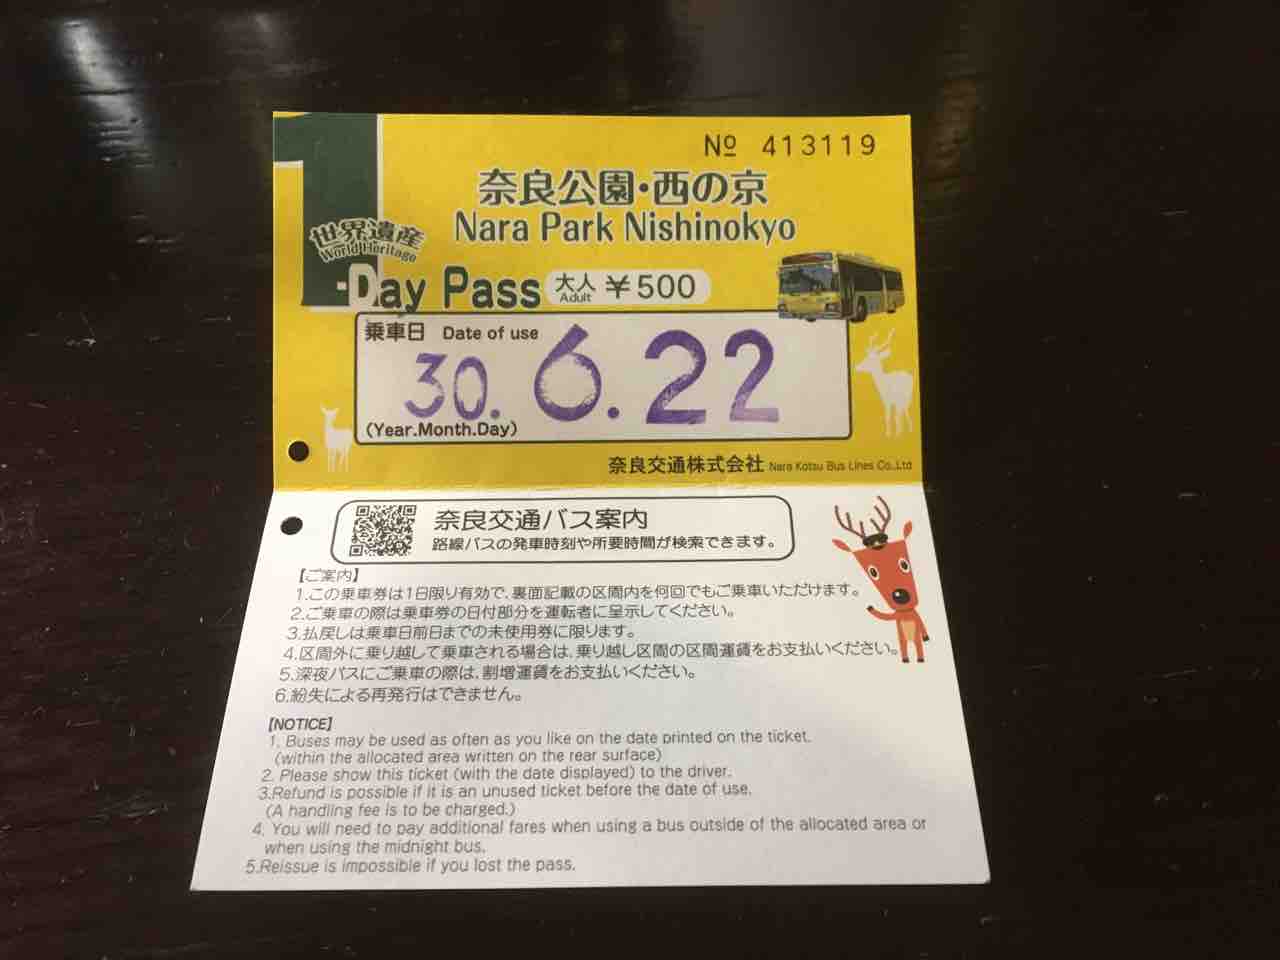 № 413119
奈良公園・西の京
Nara Park Nishinokyo
世界遺産
World Heritage
1-Day Pass 大人 Adult ¥500
乗車日 Date of use
30. 6. 22
(Year.Month.Day)
奈良交通株式会社 Nara Kotsu Bus Lines Co.,Ltd
奈良交通バス案内
路線バスの発車時刻や所要時間が検索できます。
【ご案内】
1.この乗車券は1日限り有効で、裏面記載の区間内を何回でもご乗車いただけます。
2.ご乗車の際は乗車券の日付部分を運転者に呈示してください。
3.払戻しは乗車日前日までの未使用券に限ります。
4.区間外に乗り越して乗車される場合は、乗り越し区間の区間運賃をお支払いください。
5.深夜バスにご乗車の際は、割増運賃をお支払いください。
6.紛失による再発行はできません。
【NOTICE】
1. Buses may be used as often as you like on the date printed on the ticket.
(within the allocated area written on the rear surface)
2. Please show this ticket (with the date displayed) to the driver.
3.Refund is possible if it is an unused ticket before the date of use.
(A handling fee is to be charged.)
4. You will need to pay additional fares when using a bus outside of the allocated area or
when using the midnight bus.
5.Reissue is impossible if you lost the pass.